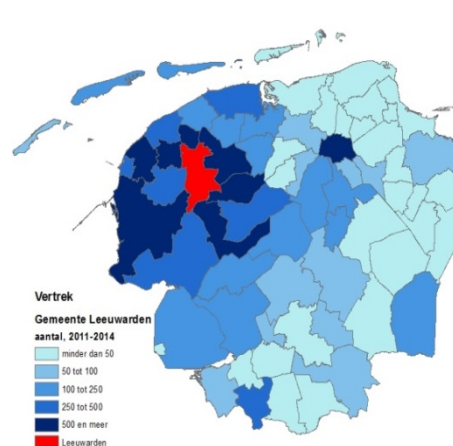 Vertrek
Gemeente Leeuwarden
aantal, 2011-2014
minder dan 50
50 tot 100
100 tot 250
250 tot 500
500 en meer
Leeuwarden